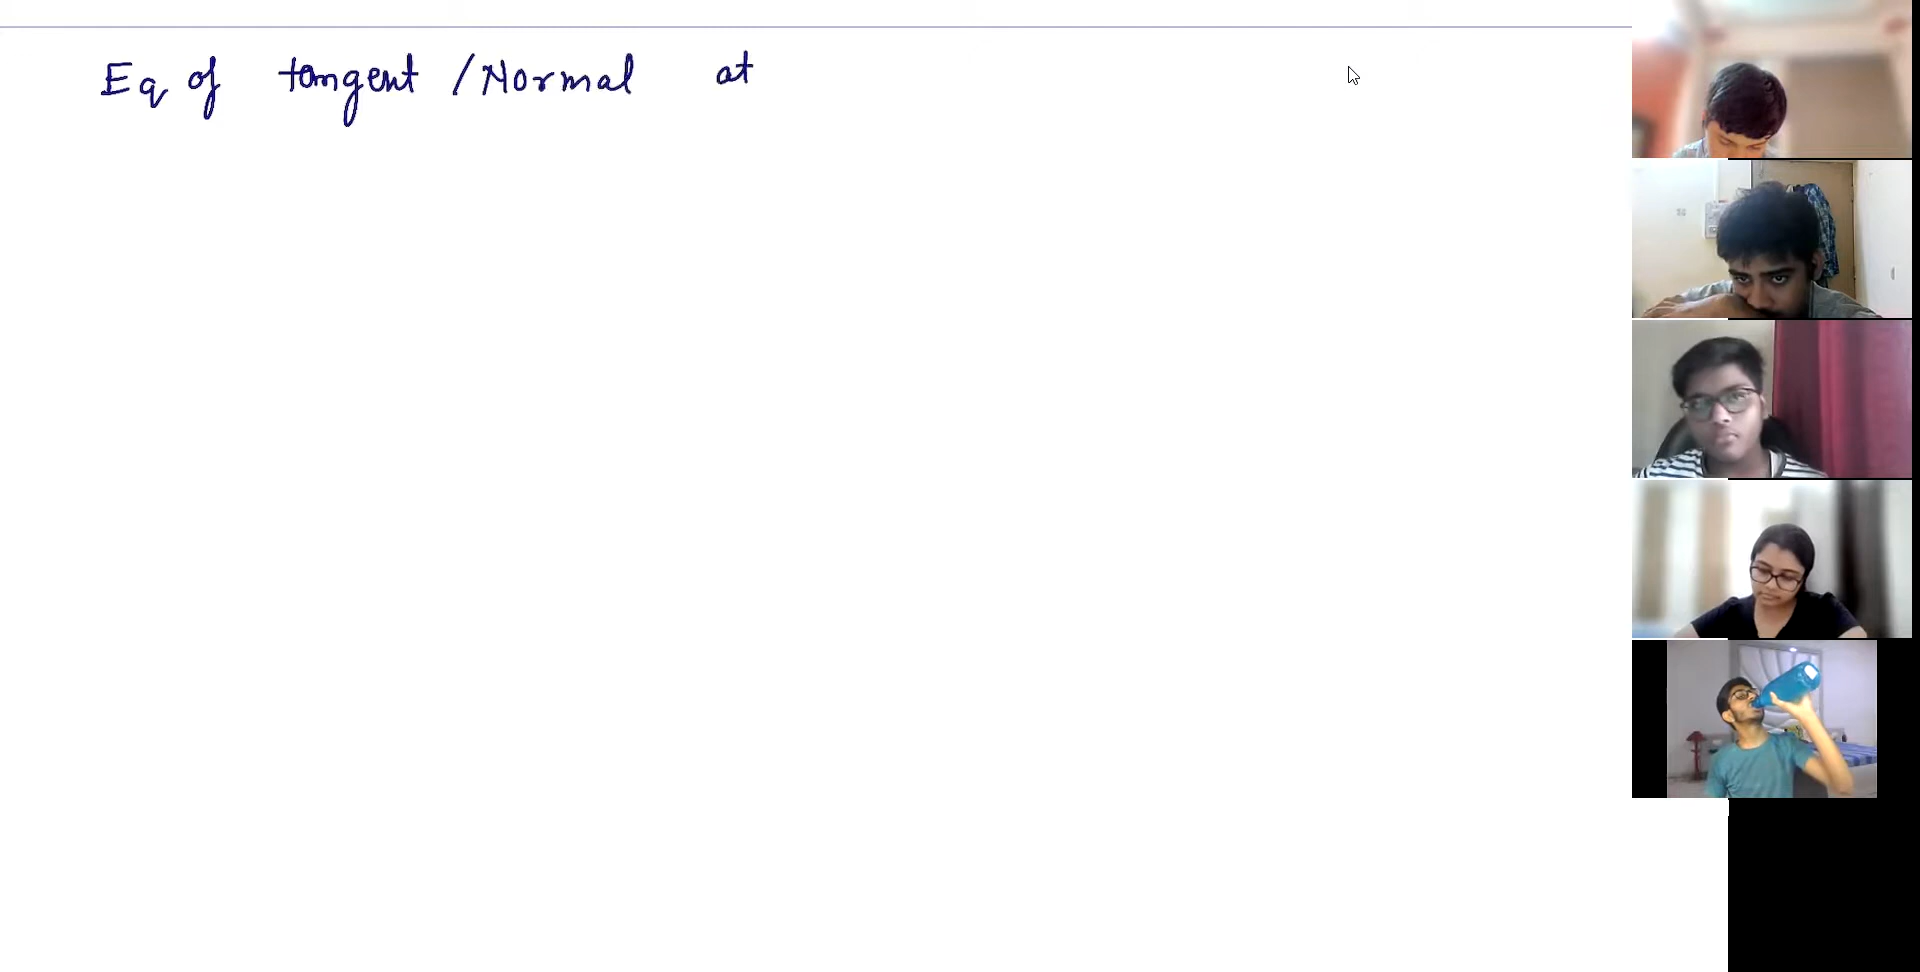 Eq of tangent / Normal at